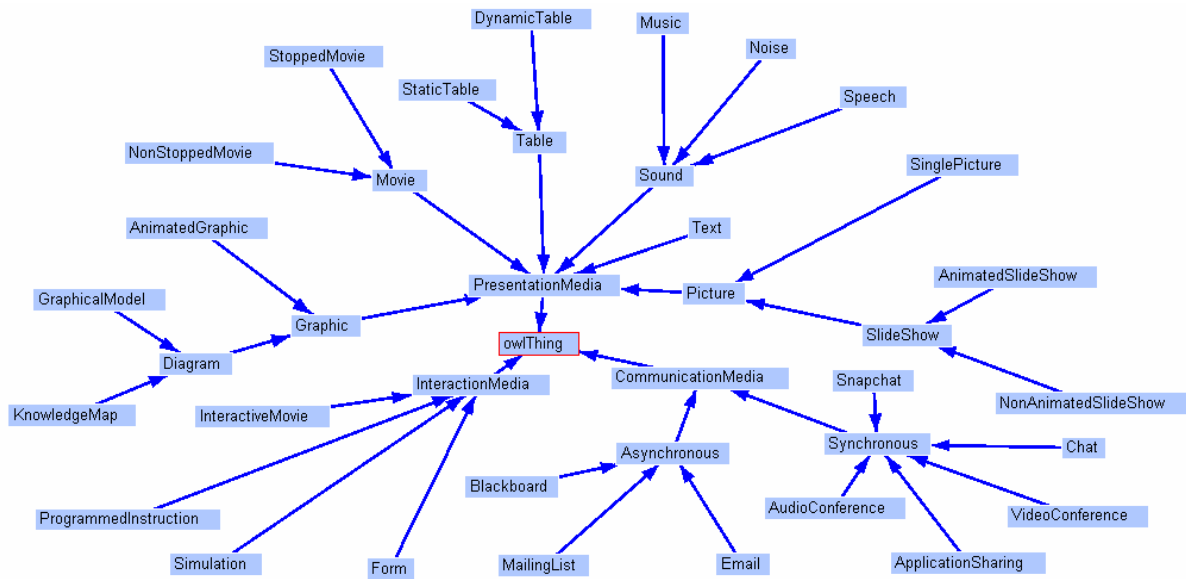 DynamicTable
Music
Noise
StoppedMovie
StaticTable
Speech
Table
NonStoppedMovie
Movie
Sound
SinglePicture
AnimatedGraphic
Text
PresentationMedia
Picture
AnimatedSlideShow
GraphicalModel
Graphic
SlideShow
owlThing
Diagram
InteractionMedia
CommunicationMedia
Snapchat
NonAnimatedSlideShow
KnowledgeMap
InteractiveMovie
Synchronous
Chat
Asynchronous
Blackboard
AudioConference
VideoConference
ProgrammedInstruction
Simulation
Form
MailingList
Email
ApplicationSharing